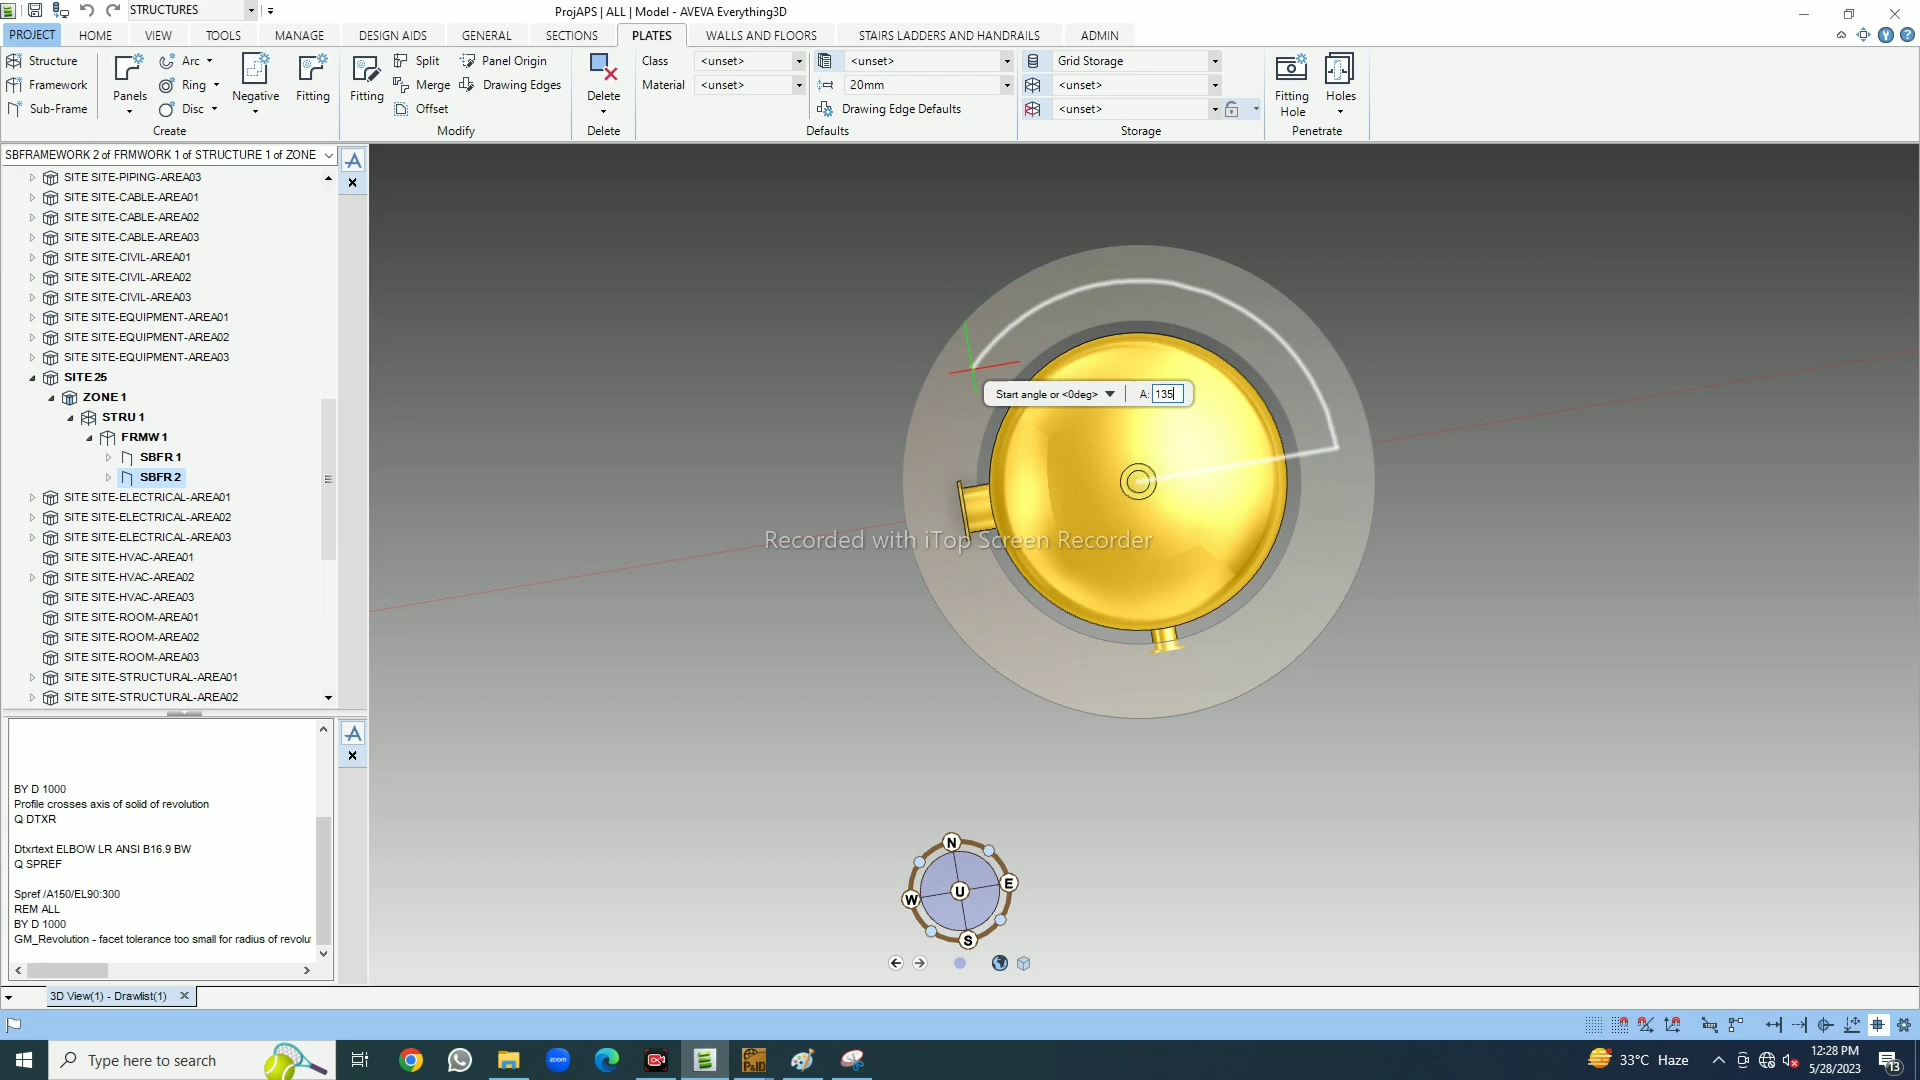 STRUCTURES
ProjAPS | ALL | Model - AVEVA Everything3D
PROJECT HOME VIEW TOOLS MANAGE DESIGN AIDS GENERAL SECTIONS PLATES WALLS AND FLOORS STAIRS LADDERS AND HANDRAILS ADMIN
Structure
Framework
Sub-Frame
Panels
Arc
Ring
Disc
Negative
Fitting
Create
Fitting
Split
Merge
Offset
Panel Origin
Drawing Edges
Modify
Delete
Delete
Class <unset>
Material <unset>
<unset>
20mm
Drawing Edge Defaults
Defaults
Grid Storage
<unset>
<unset>
Storage
Fitting Hole
Holes
Penetrate
SBFRAMEWORK 2 of FRMWORK 1 of STRUCTURE 1 of ZONE
SITE SITE-PIPING-AREA03
SITE SITE-CABLE-AREA01
SITE SITE-CABLE-AREA02
SITE SITE-CABLE-AREA03
SITE SITE-CIVIL-AREA01
SITE SITE-CIVIL-AREA02
SITE SITE-CIVIL-AREA03
SITE SITE-EQUIPMENT-AREA01
SITE SITE-EQUIPMENT-AREA02
SITE SITE-EQUIPMENT-AREA03
SITE 25
ZONE 1
STRU 1
FRMW 1
SBFR 1
SBFR 2
SITE SITE-ELECTRICAL-AREA01
SITE SITE-ELECTRICAL-AREA02
SITE SITE-ELECTRICAL-AREA03
SITE SITE-HVAC-AREA01
SITE SITE-HVAC-AREA02
SITE SITE-HVAC-AREA03
SITE SITE-ROOM-AREA01
SITE SITE-ROOM-AREA02
SITE SITE-ROOM-AREA03
SITE SITE-STRUCTURAL-AREA01
SITE SITE-STRUCTURAL-AREA02
Start angle or <0deg> A: 135
Recorded with iTop Screen Recorder
BY D 1000
Profile crosses axis of solid of revolution
Q DTXR
Dtxrtext ELBOW LR ANSI B16.9 BW
Q SPREF
Spref /A150/EL90:300
REM ALL
BY D 1000
GM_Revolution - facet tolerance too small for radius of revolu
N
E
U
W
S
3D View(1) - Drawlist(1)
Type here to search
zoom
P&ID
33°C Haze
12:28 PM
5/28/2023
13